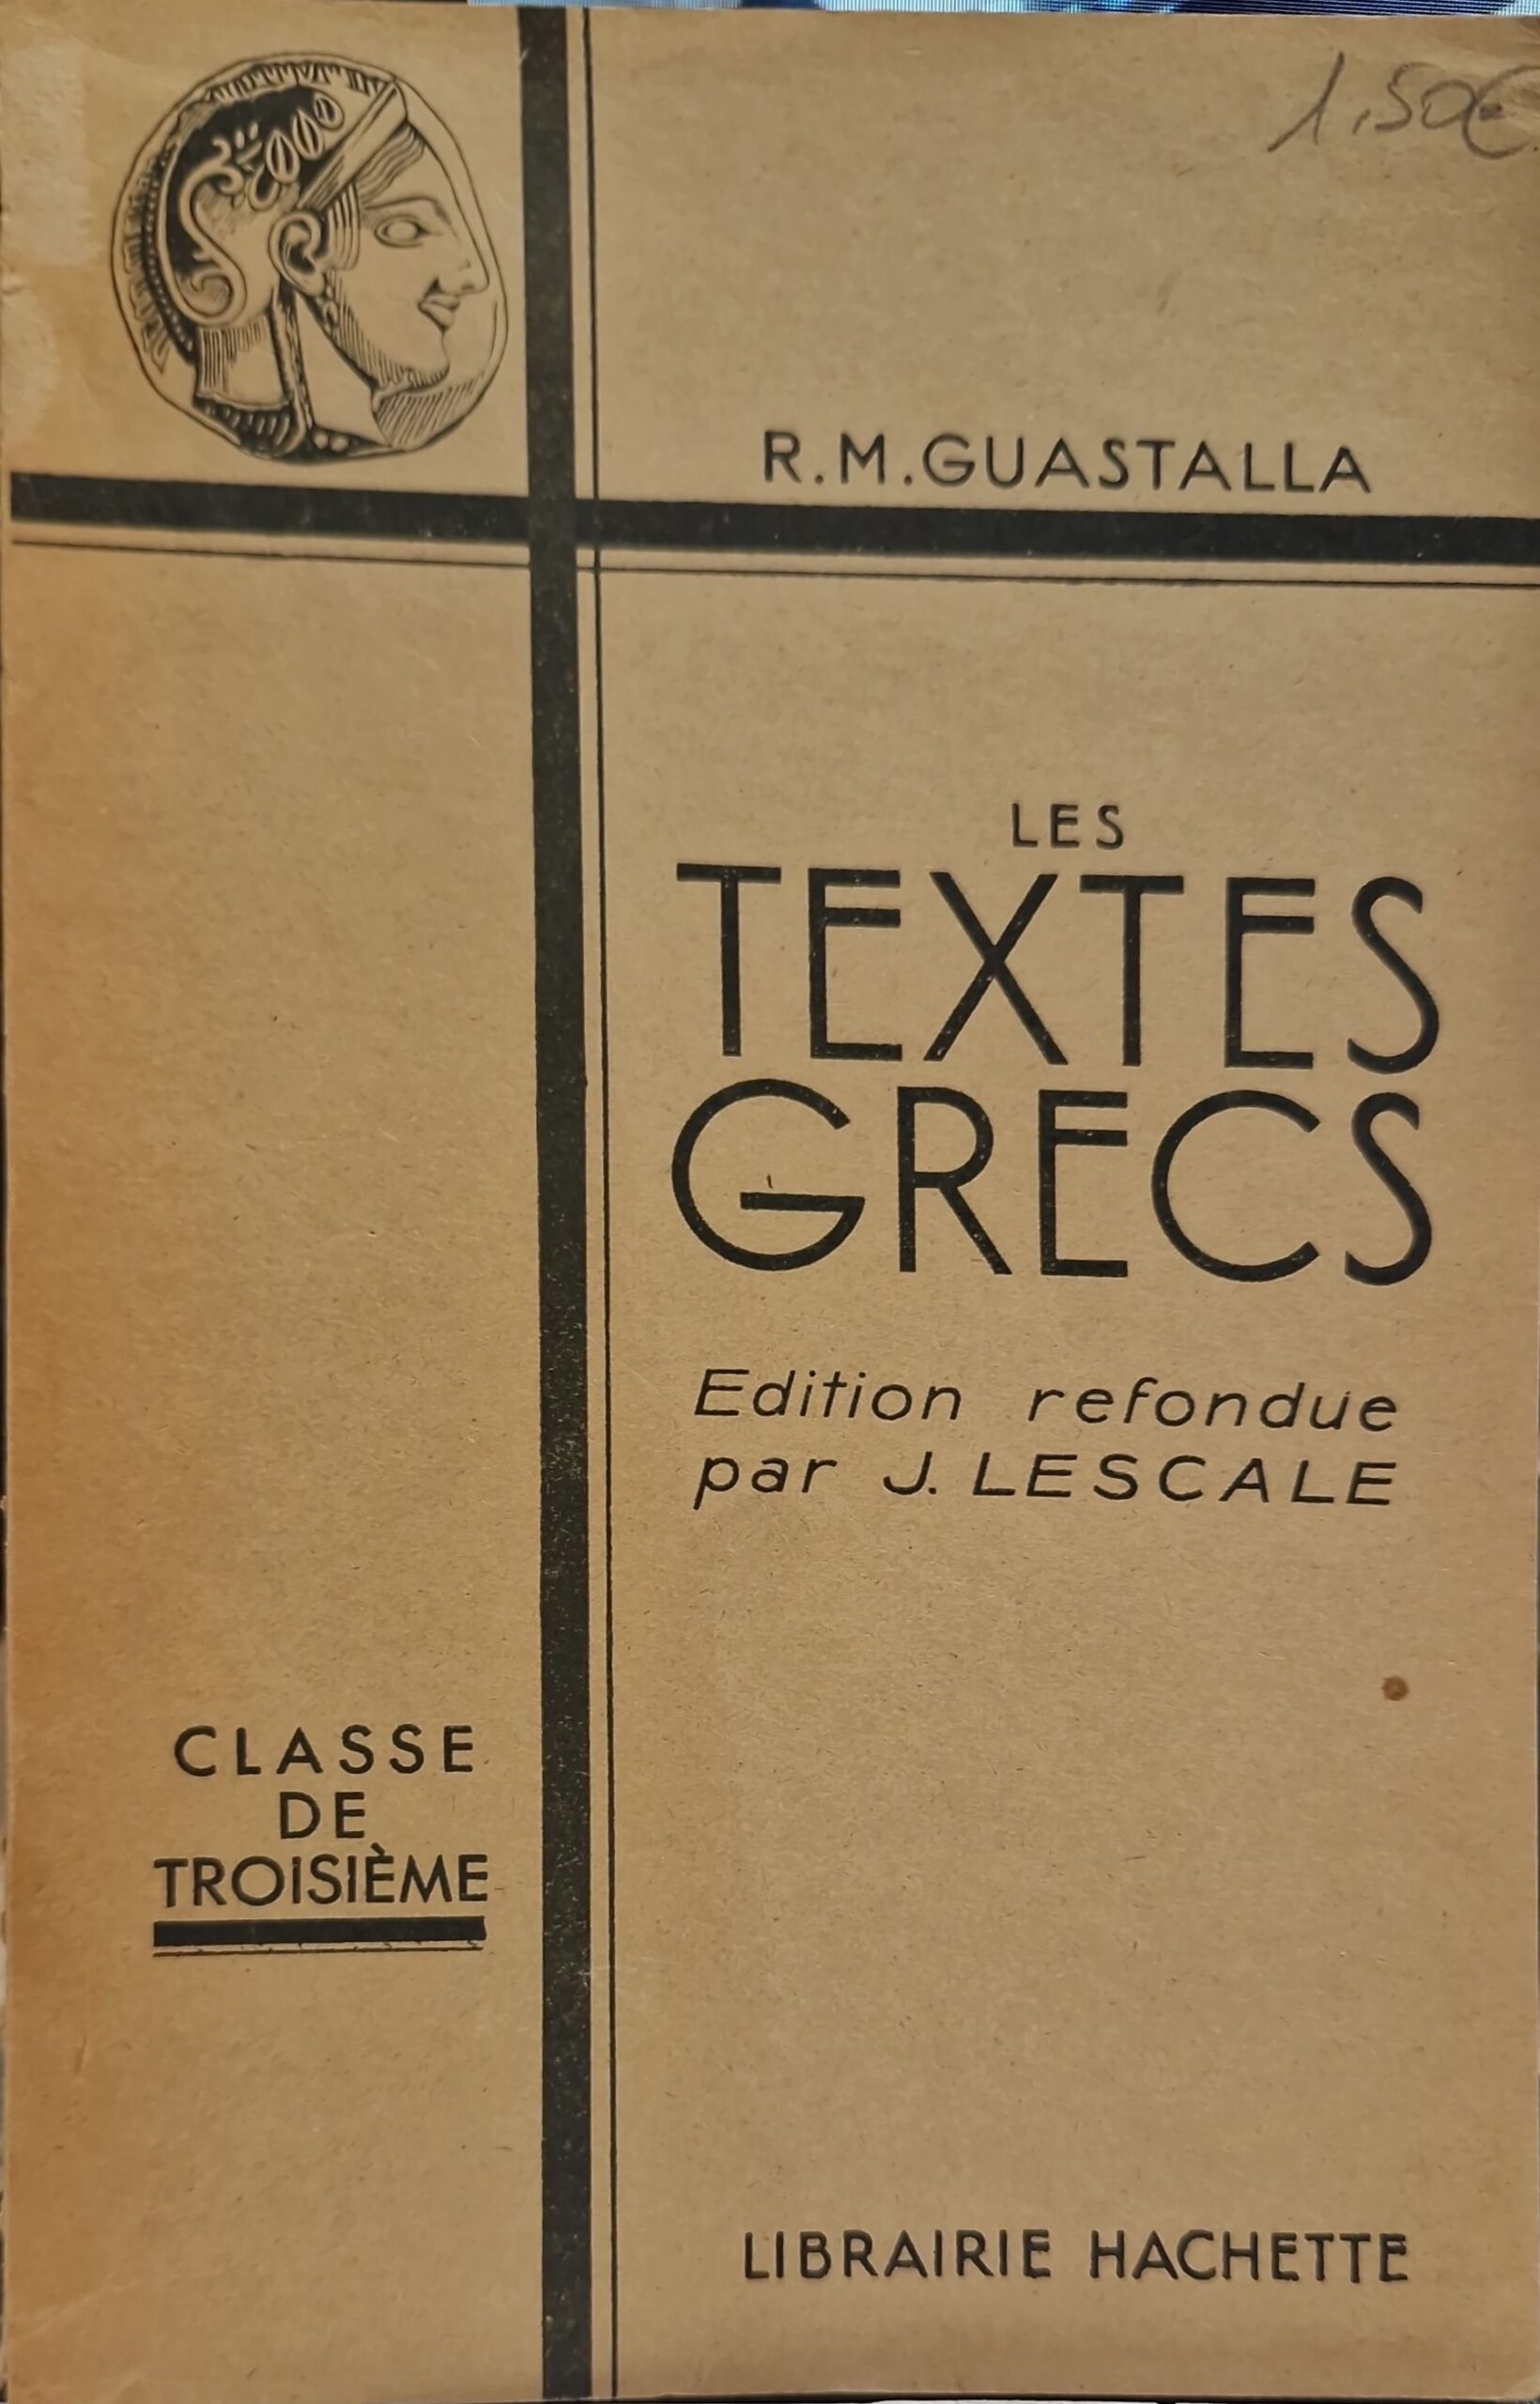 1,50€
R.M.GUASTALLA
LES
TEXTES
GRECS
Edition refondue
par J. LESCALE
CLASSE
DE
TROISIÈME
LIBRAIRIE HACHETTE